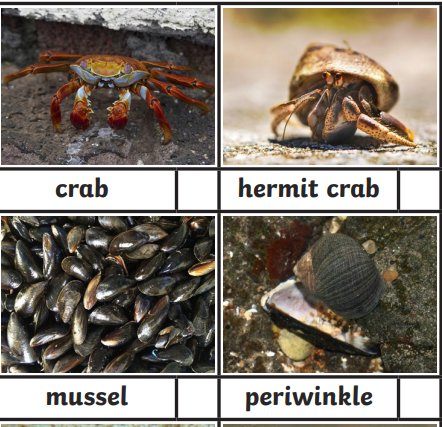 crab
hermit crab
mussel
periwinkle